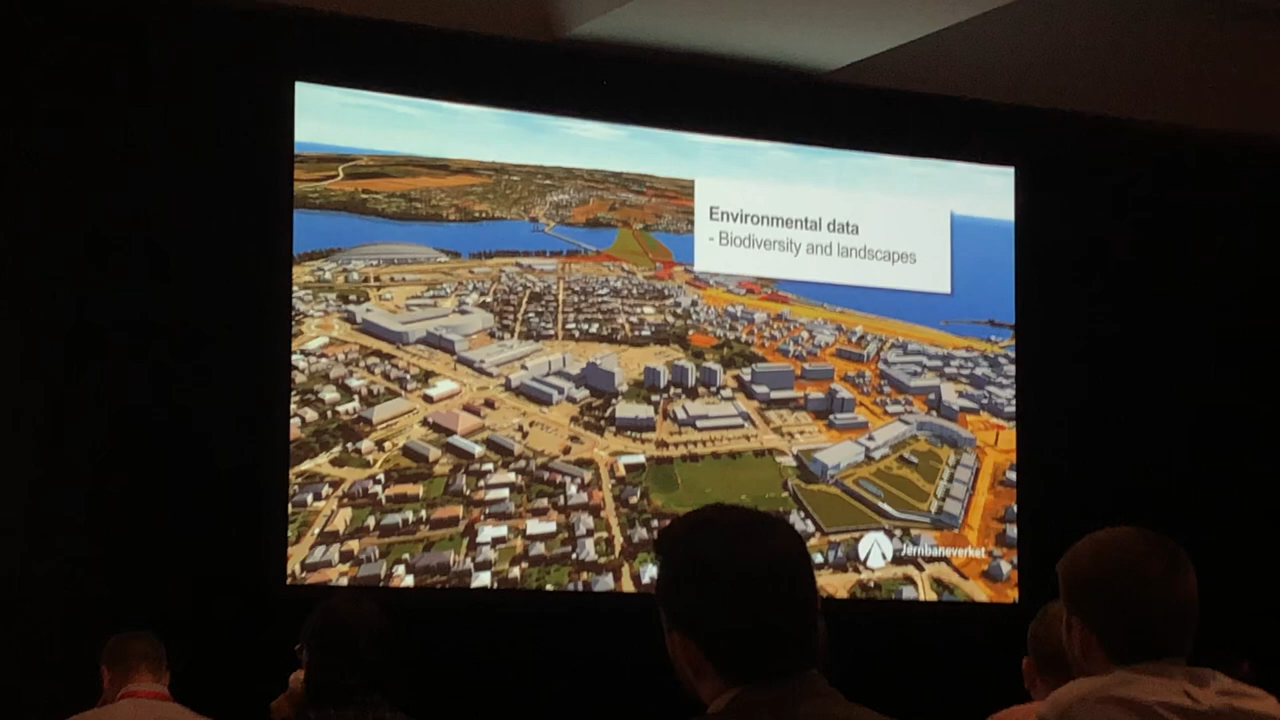 Environmental data
- Biodiversity and landscapes
Jernbaneverket